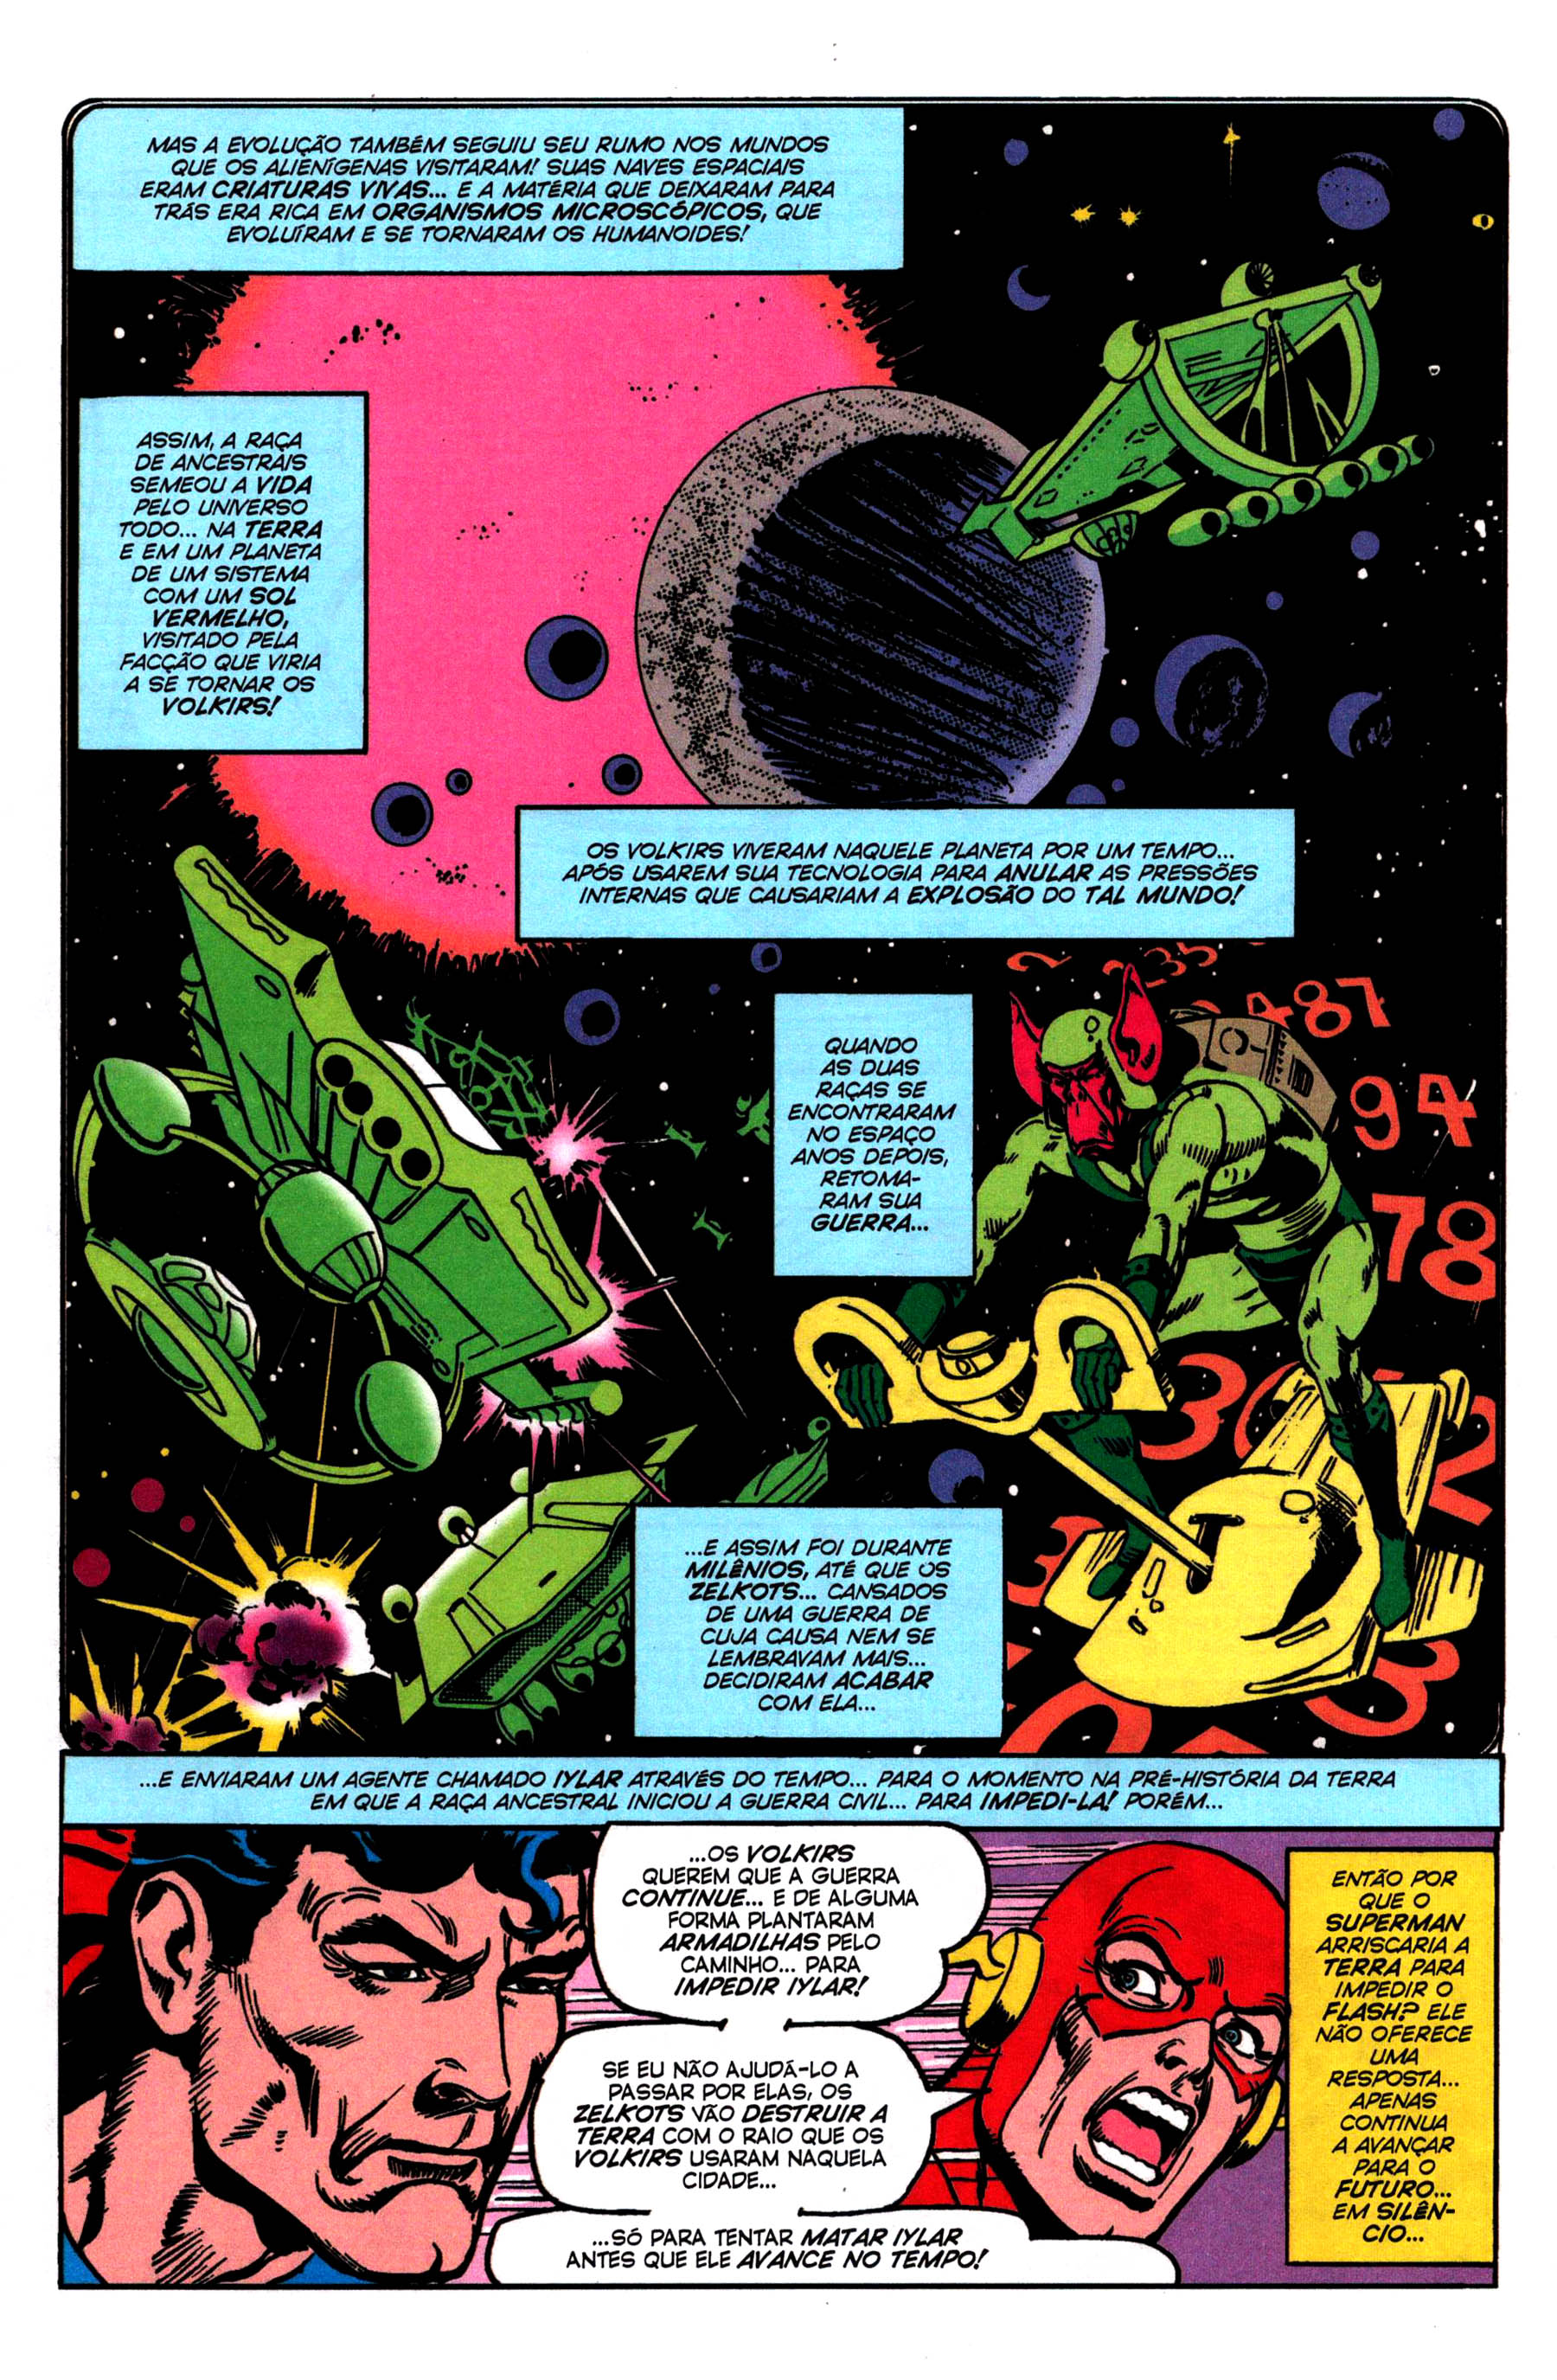 MAS A EVOLUÇÃO TAMBÉM SEGUIU SEU RUMO NOS MUNDOS
QUE OS ALIENÍGENAS VISITARAM! SUAS NAVES ESPACIAIS
ERAM CRIATURAS VIVAS... E A MATÉRIA QUE DEIXARAM PARA
TRÁS ERA RICA EM ORGANISMOS MICROSCÓPICOS, QUE
EVOLUÍRAM E SE TORNARAM OS HUMANOIDES!
ASSIM, A RAÇA
DE ANCESTRAIS
SEMEOU A VIDA
PELO UNIVERSO
TODO... NA TERRA
E EM UM PLANETA
DE UM SISTEMA
COM UM SOL
VERMELHO,
VISITADO PELA
FACÇÃO QUE VIRIA
A SE TORNAR OS
VOLKIRS!
OS VOLKIRS VIVERAM NAQUELE PLANETA POR UM TEMPO...
APÓS USAREM SUA TECNOLOGIA PARA ANULAR AS PRESSÕES
INTERNAS QUE CAUSARIAM A EXPLOSÃO DO TAL MUNDO!
QUANDO
AS DUAS
RAÇAS SE
ENCONTRARAM
NO ESPAÇO
ANOS DEPOIS,
RETOMA-
RAM SUA
GUERRA...
235
487
94
78
3
2
3
3
...E ASSIM FOI DURANTE
MILÊNIOS, ATÉ QUE OS
ZELKOTS... CANSADOS
DE UMA GUERRA DE
CUJA CAUSA NEM SE
LEMBRAVAM MAIS...
DECIDIRAM ACABAR
COM ELA...
...E ENVIARAM UM AGENTE CHAMADO IYLAR ATRAVÉS DO TEMPO... PARA O MOMENTO NA PRÉ-HISTÓRIA DA TERRA
EM QUE A RAÇA ANCESTRAL INICIOU A GUERRA CIVIL... PARA IMPEDI-LA! PORÉM...
...OS VOLKIRS
QUEREM QUE A GUERRA
CONTINUE... E DE ALGUMA
FORMA PLANTARAM
ARMADILHAS PELO
CAMINHO... PARA
IMPEDIR IYLAR!
SE EU NÃO AJUDÁ-LO A
PASSAR POR ELAS, OS
ZELKOTS VÃO DESTRUIR A
TERRA COM O RAIO QUE OS
VOLKIRS USARAM NAQUELA
CIDADE...
...SÓ PARA TENTAR MATAR IYLAR
ANTES QUE ELE AVANCE NO TEMPO!
ENTÃO POR
QUE O
SUPERMAN
ARRISCARIA A
TERRA PARA
IMPEDIR O
FLASH? ELE
NÃO OFERECE
UMA
RESPOSTA...
APENAS
CONTINUA
A AVANÇAR
PARA O
FUTURO...
EM SILÊN-
CIO...